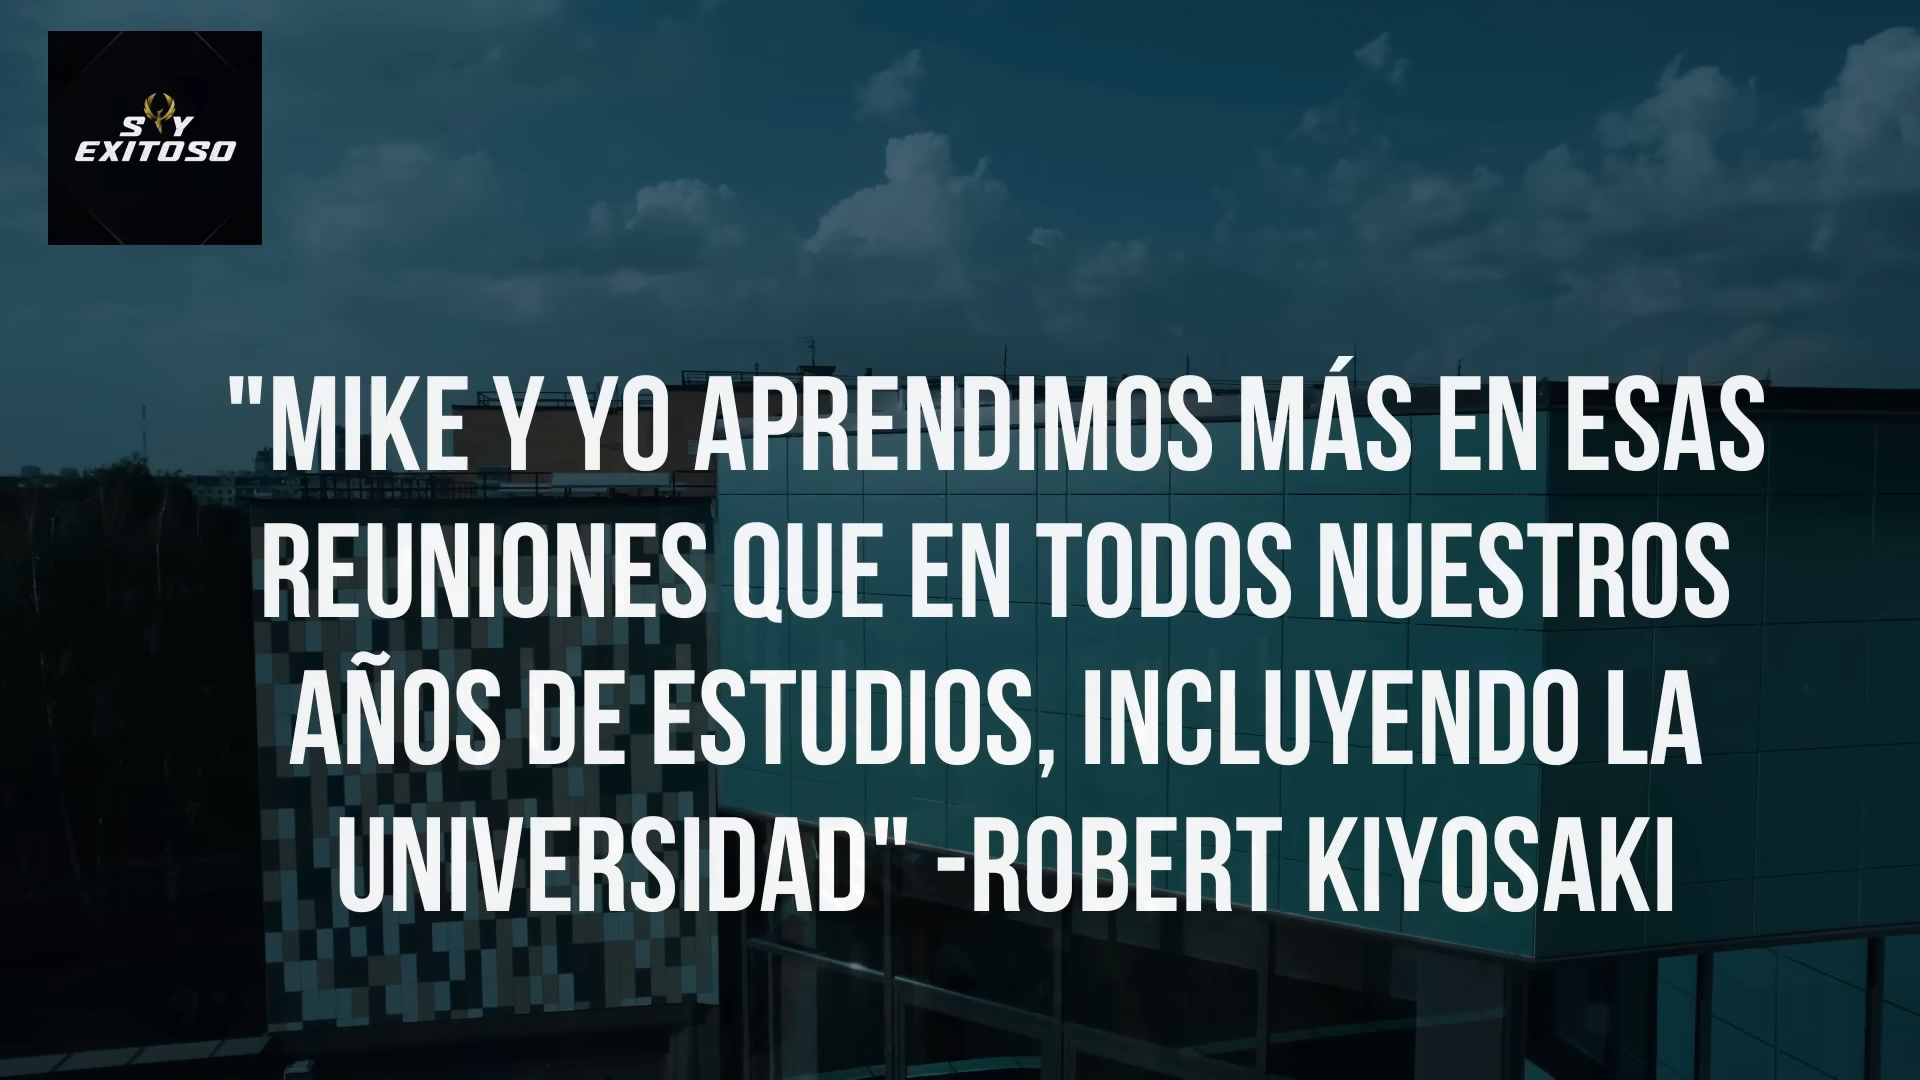 SOY
EXITOSO
"MIKE Y YO APRENDIMOS MÁS EN ESAS
REUNIONES QUE EN TODOS NUESTROS
AÑOS DE ESTUDIOS, INCLUYENDO LA
UNIVERSIDAD" -ROBERT KIYOSAKI